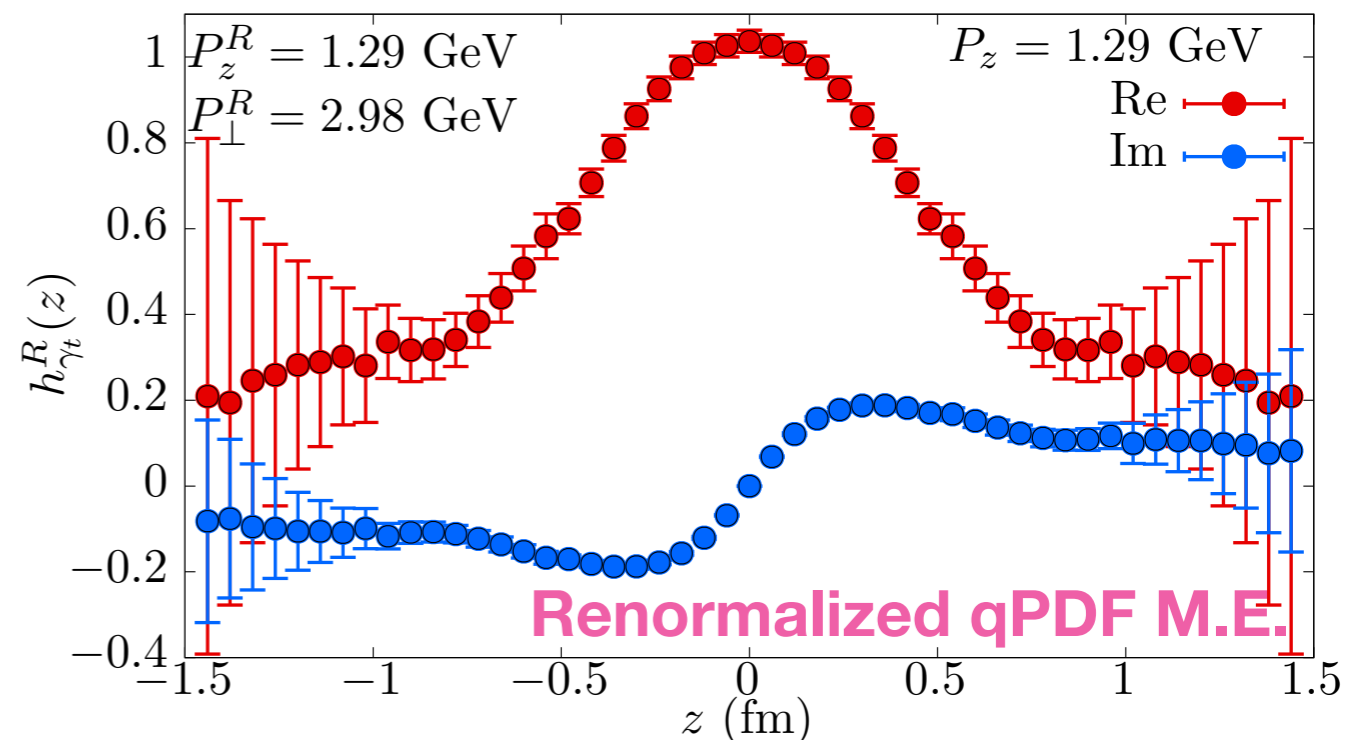 P_z^R = 1.29 GeV
P_⊥^R = 2.98 GeV
P_z = 1.29 GeV
Re
Im
1
0.8
0.6
0.4
0.2
0
−0.2
−0.4
h^R_{γ_t}(z)
Renormalized qPDF M.E.
−1.5 −1 −0.5 0 0.5 1 1.5
z (fm)